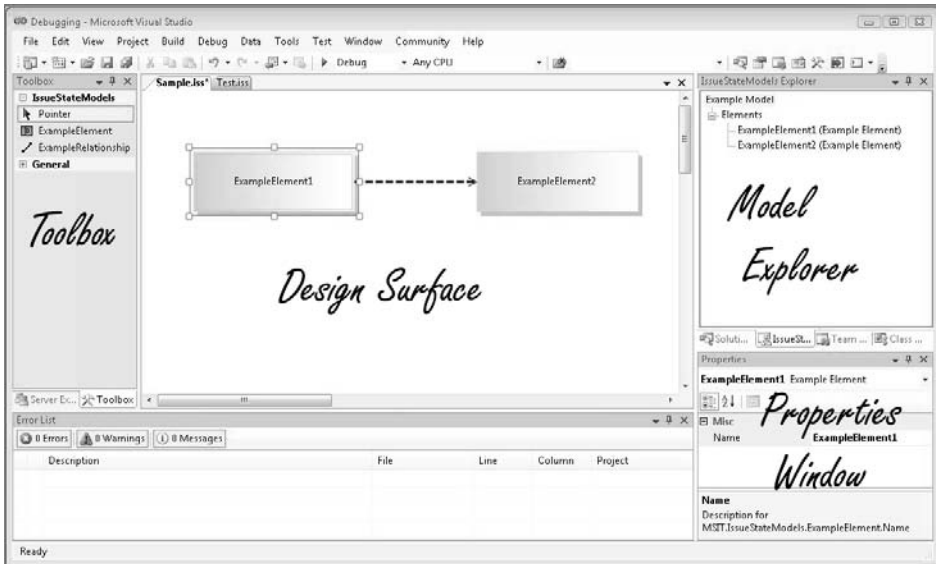 Debugging - Microsoft Visual Studio
File Edit View Project Build Debug Data Tools Test Window Community Help
Debug Any CPU
Toolbox
IssueStateModels
Pointer
ExampleElement
ExampleRelationship
General
Toolbox
Server Ex... Toolbox
Sample.iss* Test.iss
ExampleElement1
ExampleElement2
Design Surface
IssueStateModels Explorer
Example Model
Elements
ExampleElement1 (Example Element)
ExampleElement2 (Example Element)
Model
Explorer
Soluti... IssueSt... Team ... Class ...
Properties
ExampleElement1 Example Element
Properties
Misc
Name ExampleElement1
Window
Name
Description for
MSIT.IssueStateModels.ExampleElement.Name
Error List
0 Errors 0 Warnings 0 Messages
Description File Line Column Project
Ready